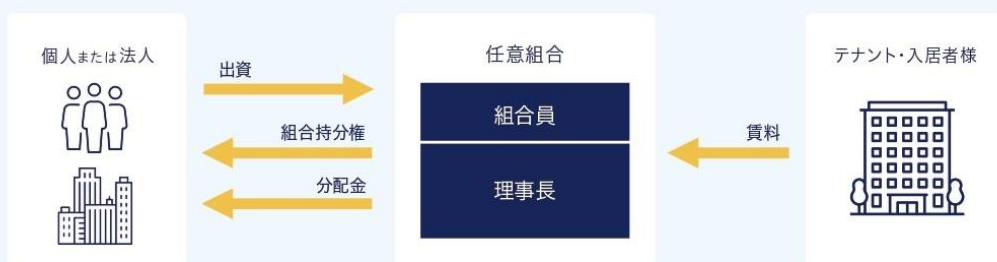 個人または法人
出資
組合持分権
分配金
任意組合
組合員
理事長
賃料
テナント・入居者様